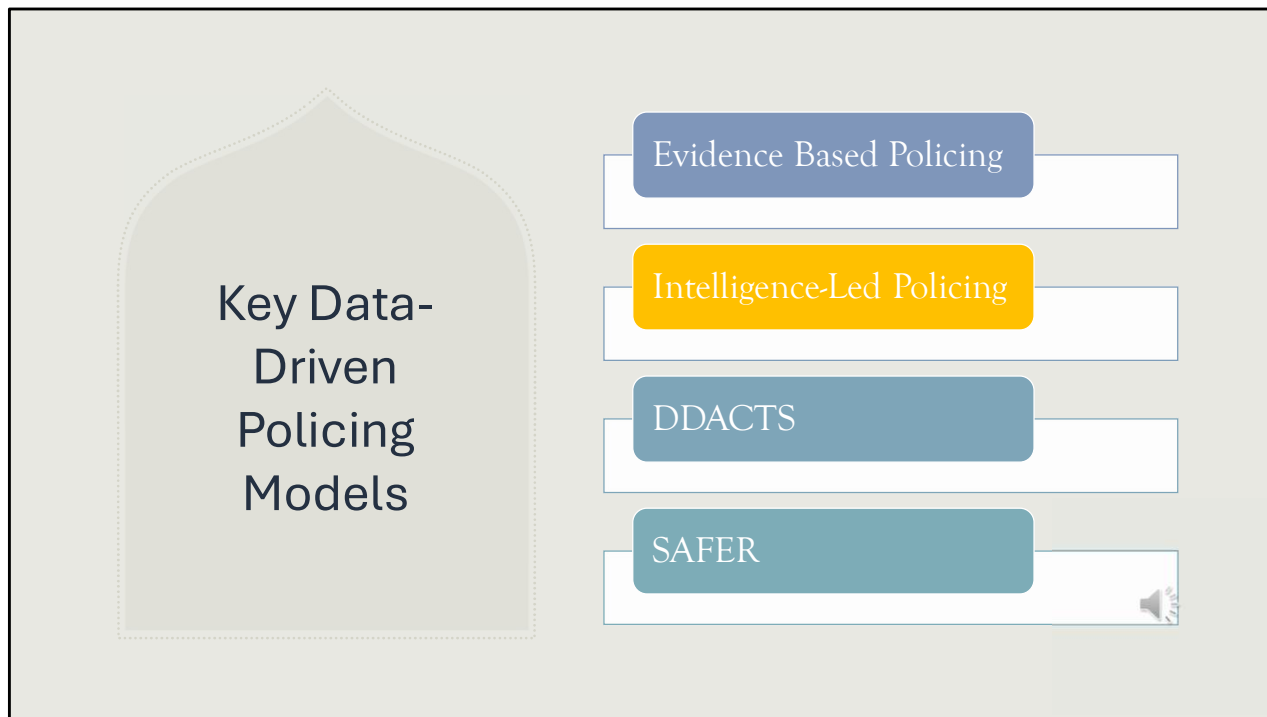 Key Data-
Driven
Policing
Models
Evidence Based Policing
Intelligence-Led Policing
DDACTS
SAFER